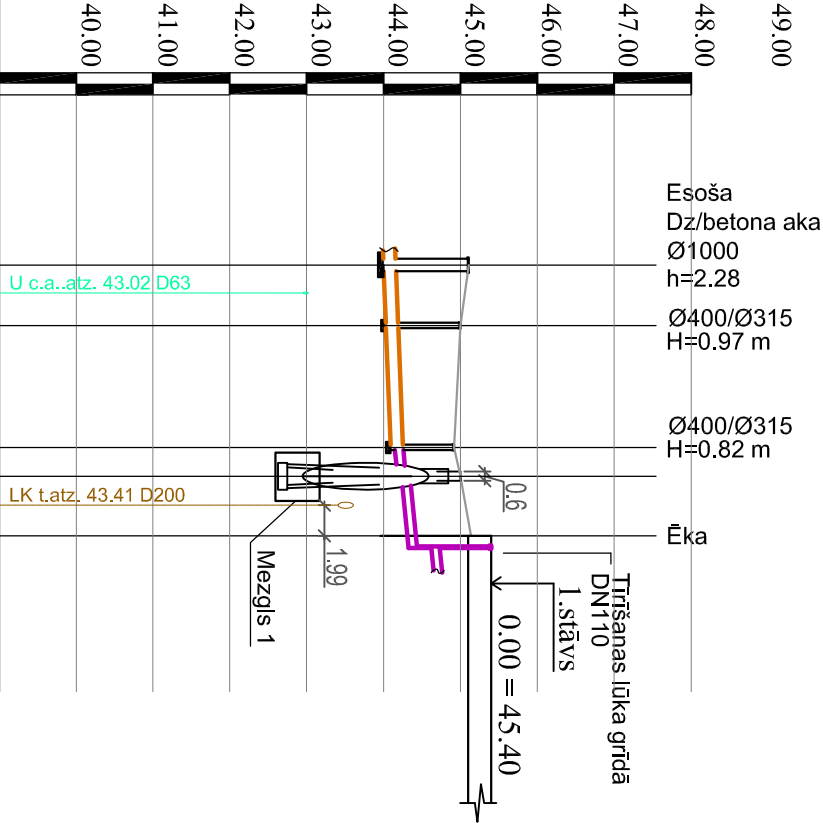 40.00
41.00
42.00
43.00
44.00
45.00
46.00
47.00
48.00
49.00
Esoša
Dz/betona aka
Ø1000
h=2.28
U c.a..atz. 43.02 D63
Ø400/Ø315
H=0.97 m
Ø400/Ø315
H=0.82 m
LK t.atz. 43.41 D200
0.6
Ēka
1.99
Mezgls 1
Tīrīšanas lūka grīdā
DN110
1.stāvs
0.00 = 45.40